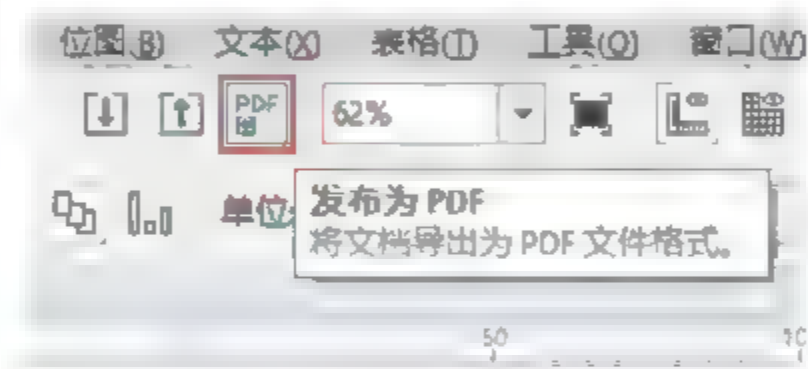 位图(B) 文本(X) 表格(T) 工具(O) 窗口(W)
PDF 62%
单位
发布为 PDF
将文档导出为 PDF 文件格式。
50